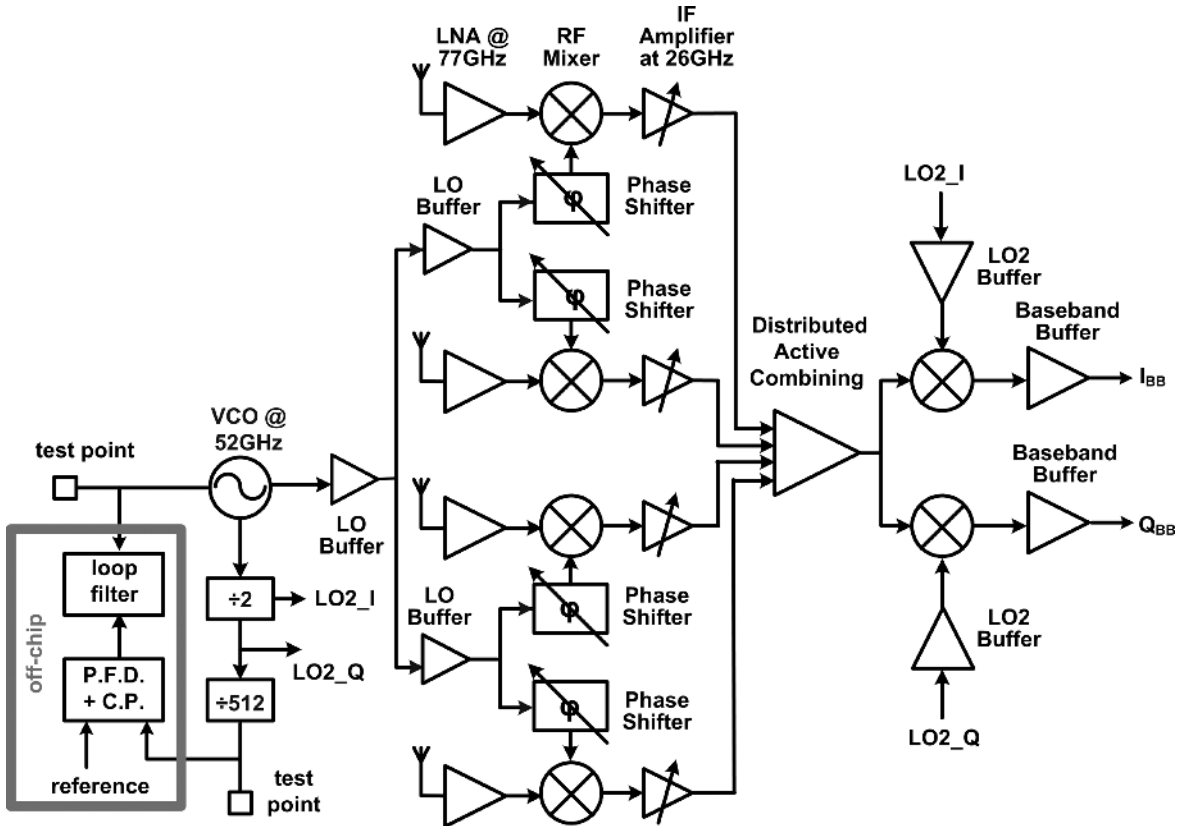 LNA @
77GHz
RF
Mixer
IF
Amplifier
at 26GHz
LO
Buffer
φ
Phase
Shifter
φ
Phase
Shifter
LO2_I
LO2
Buffer
Baseband
Buffer
I_BB
Distributed
Active
Combining
VCO @
52GHz
test point
LO
Buffer
off-chip
loop
filter
÷2
LO2_I
LO2_Q
P.F.D.
+ C.P.
÷512
reference
test
point
LO
Buffer
φ
Phase
Shifter
φ
Phase
Shifter
Baseband
Buffer
Q_BB
LO2
Buffer
LO2_Q